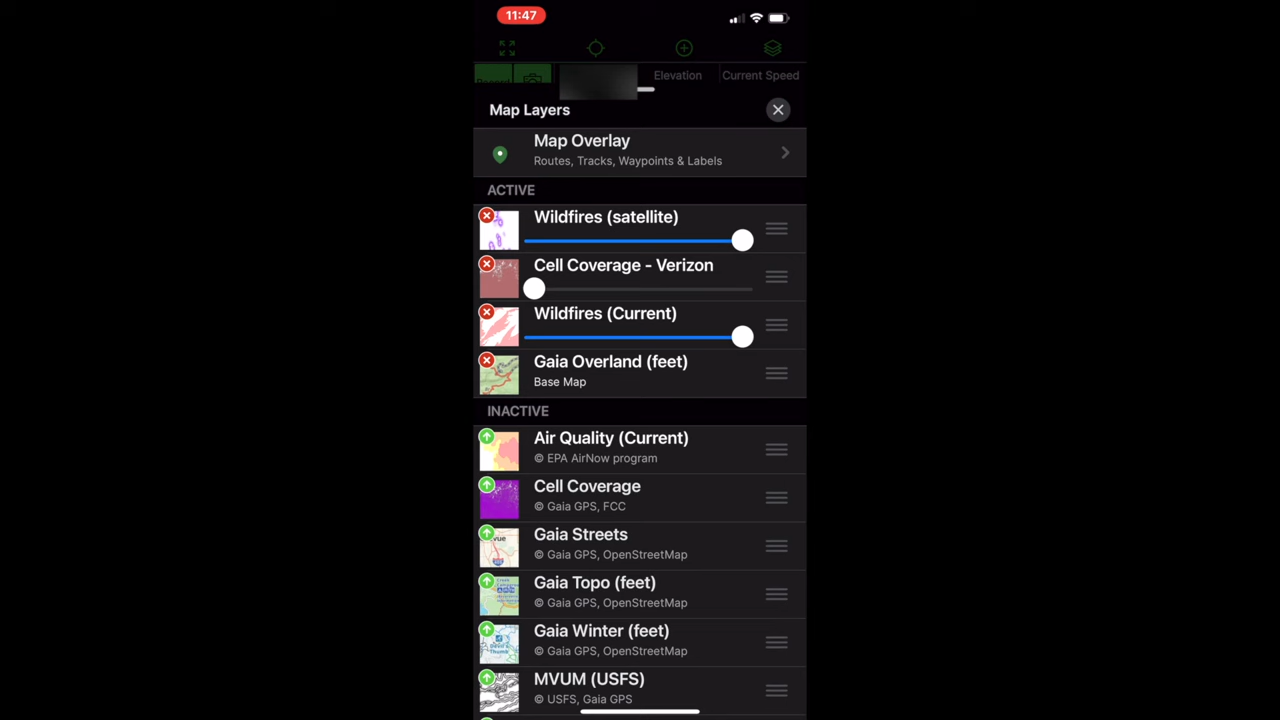 11:47
Elevation
Current Speed
Map Layers
Map Overlay
Routes, Tracks, Waypoints & Labels
ACTIVE
Wildfires (satellite)
Cell Coverage - Verizon
Wildfires (Current)
Gaia Overland (feet)
Base Map
INACTIVE
Air Quality (Current)
© EPA AirNow program
Cell Coverage
© Gaia GPS, FCC
Gaia Streets
© Gaia GPS, OpenStreetMap
Gaia Topo (feet)
© Gaia GPS, OpenStreetMap
Gaia Winter (feet)
© Gaia GPS, OpenStreetMap
MVUM (USFS)
© USFS, Gaia GPS